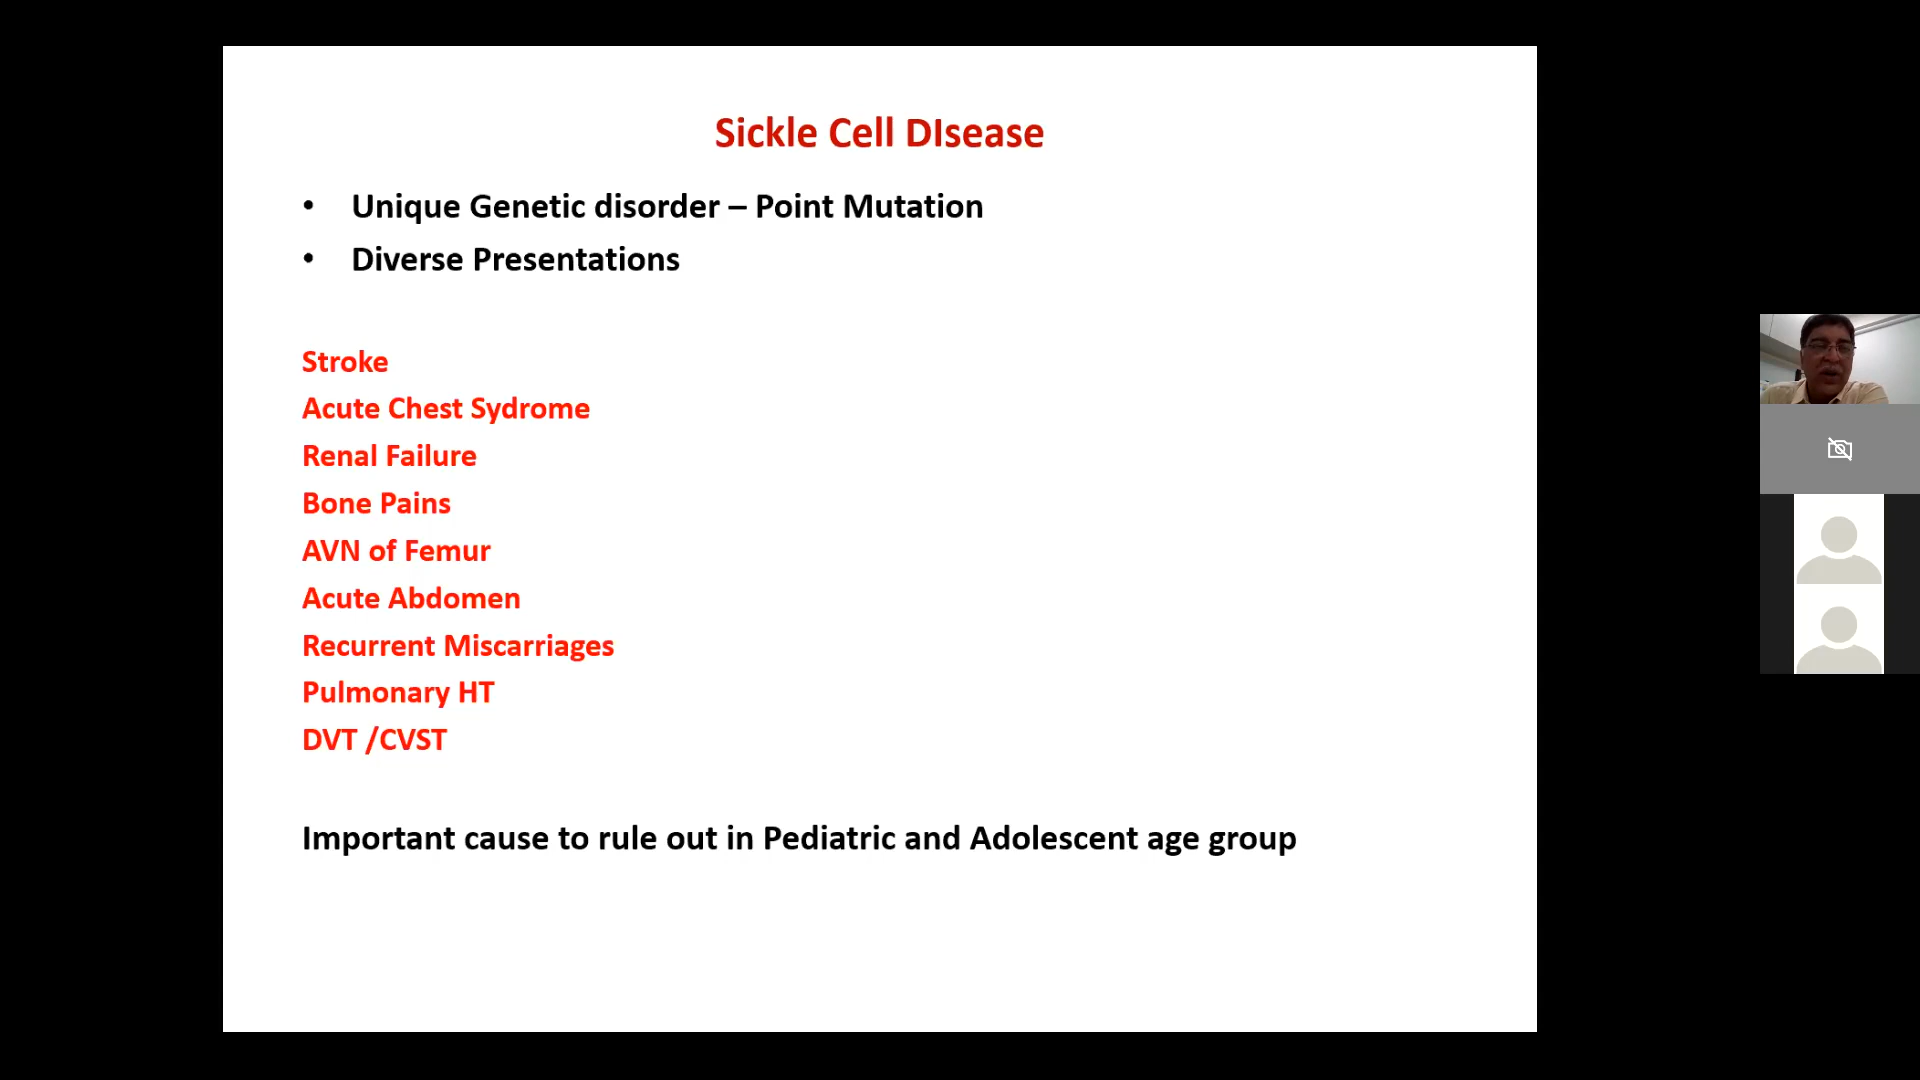 Sickle Cell DIsease
• Unique Genetic disorder – Point Mutation
• Diverse Presentations
Stroke
Acute Chest Sydrome
Renal Failure
Bone Pains
AVN of Femur
Acute Abdomen
Recurrent Miscarriages
Pulmonary HT
DVT /CVST
Important cause to rule out in Pediatric and Adolescent age group